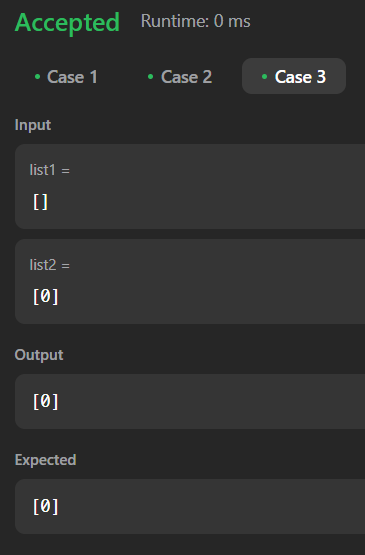 Accepted Runtime: 0 ms
• Case 1 • Case 2 • Case 3
Input
list1 =
[]
list2 =
[0]
Output
[0]
Expected
[0]